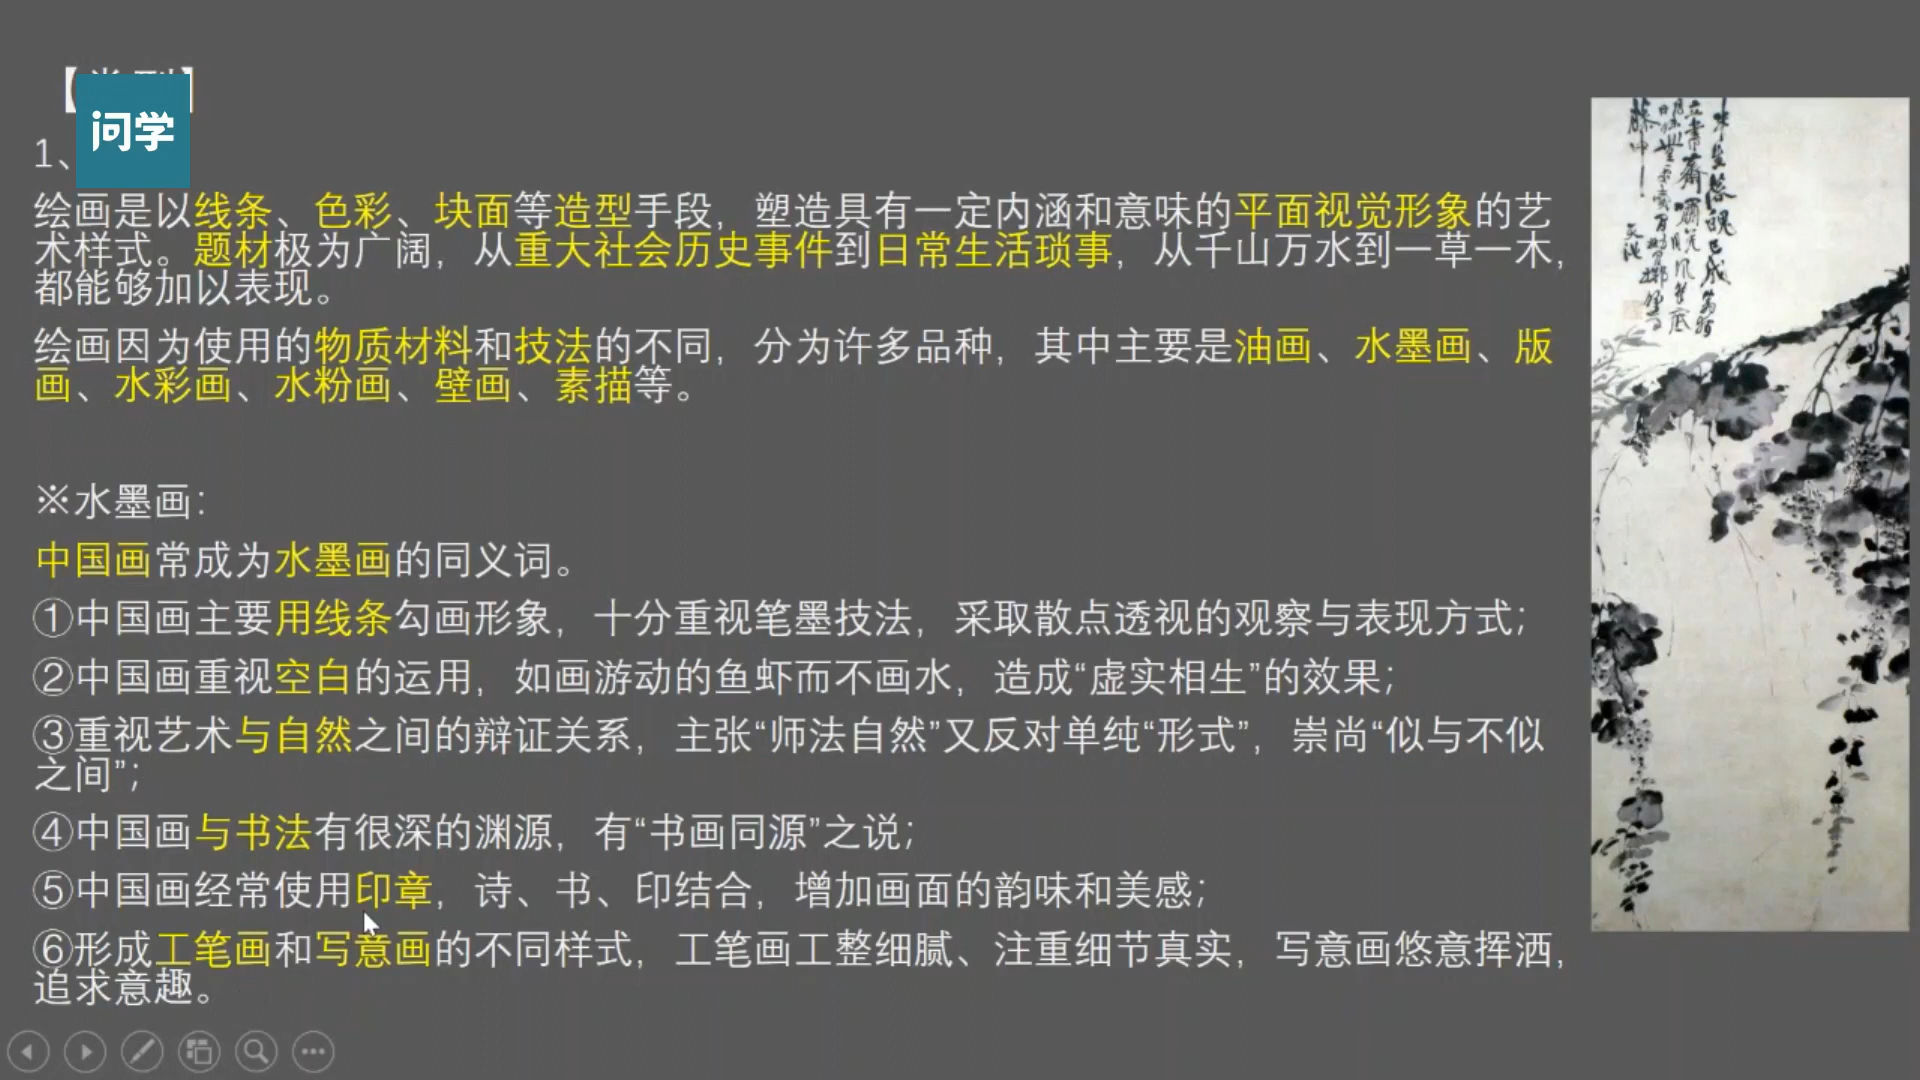 问学
1、
绘画是以线条、色彩、块面等造型手段，塑造具有一定内涵和意味的平面视觉形象的艺
术样式。题材极为广阔，从重大社会历史事件到日常生活琐事，从千山万水到一草一木，
都能够加以表现。
绘画因为使用的物质材料和技法的不同，分为许多品种，其中主要是油画、水墨画、版
画、水彩画、水粉画、壁画、素描等。
※水墨画：
中国画常成为水墨画的同义词。
①中国画主要用线条勾画形象，十分重视笔墨技法，采取散点透视的观察与表现方式；
②中国画重视空白的运用，如画游动的鱼虾而不画水，造成“虚实相生”的效果；
③重视艺术与自然之间的辩证关系，主张“师法自然”又反对单纯“形式”，崇尚“似与不似
之间”；
④中国画与书法有很深的渊源，有“书画同源”之说；
⑤中国画经常使用印章，诗、书、印结合，增加画面的韵味和美感；
⑥形成工笔画和写意画的不同样式，工笔画工整细腻、注重细节真实，写意画悠意挥洒，
追求意趣。